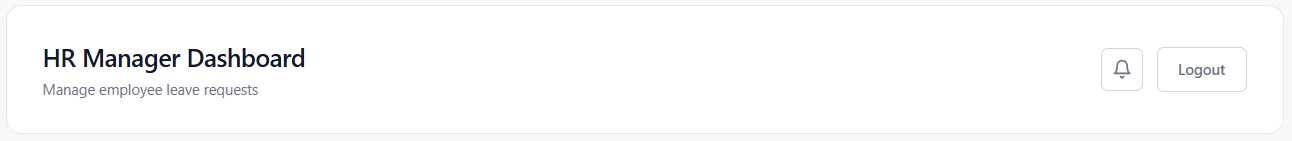 HR Manager Dashboard
Manage employee leave requests
Logout